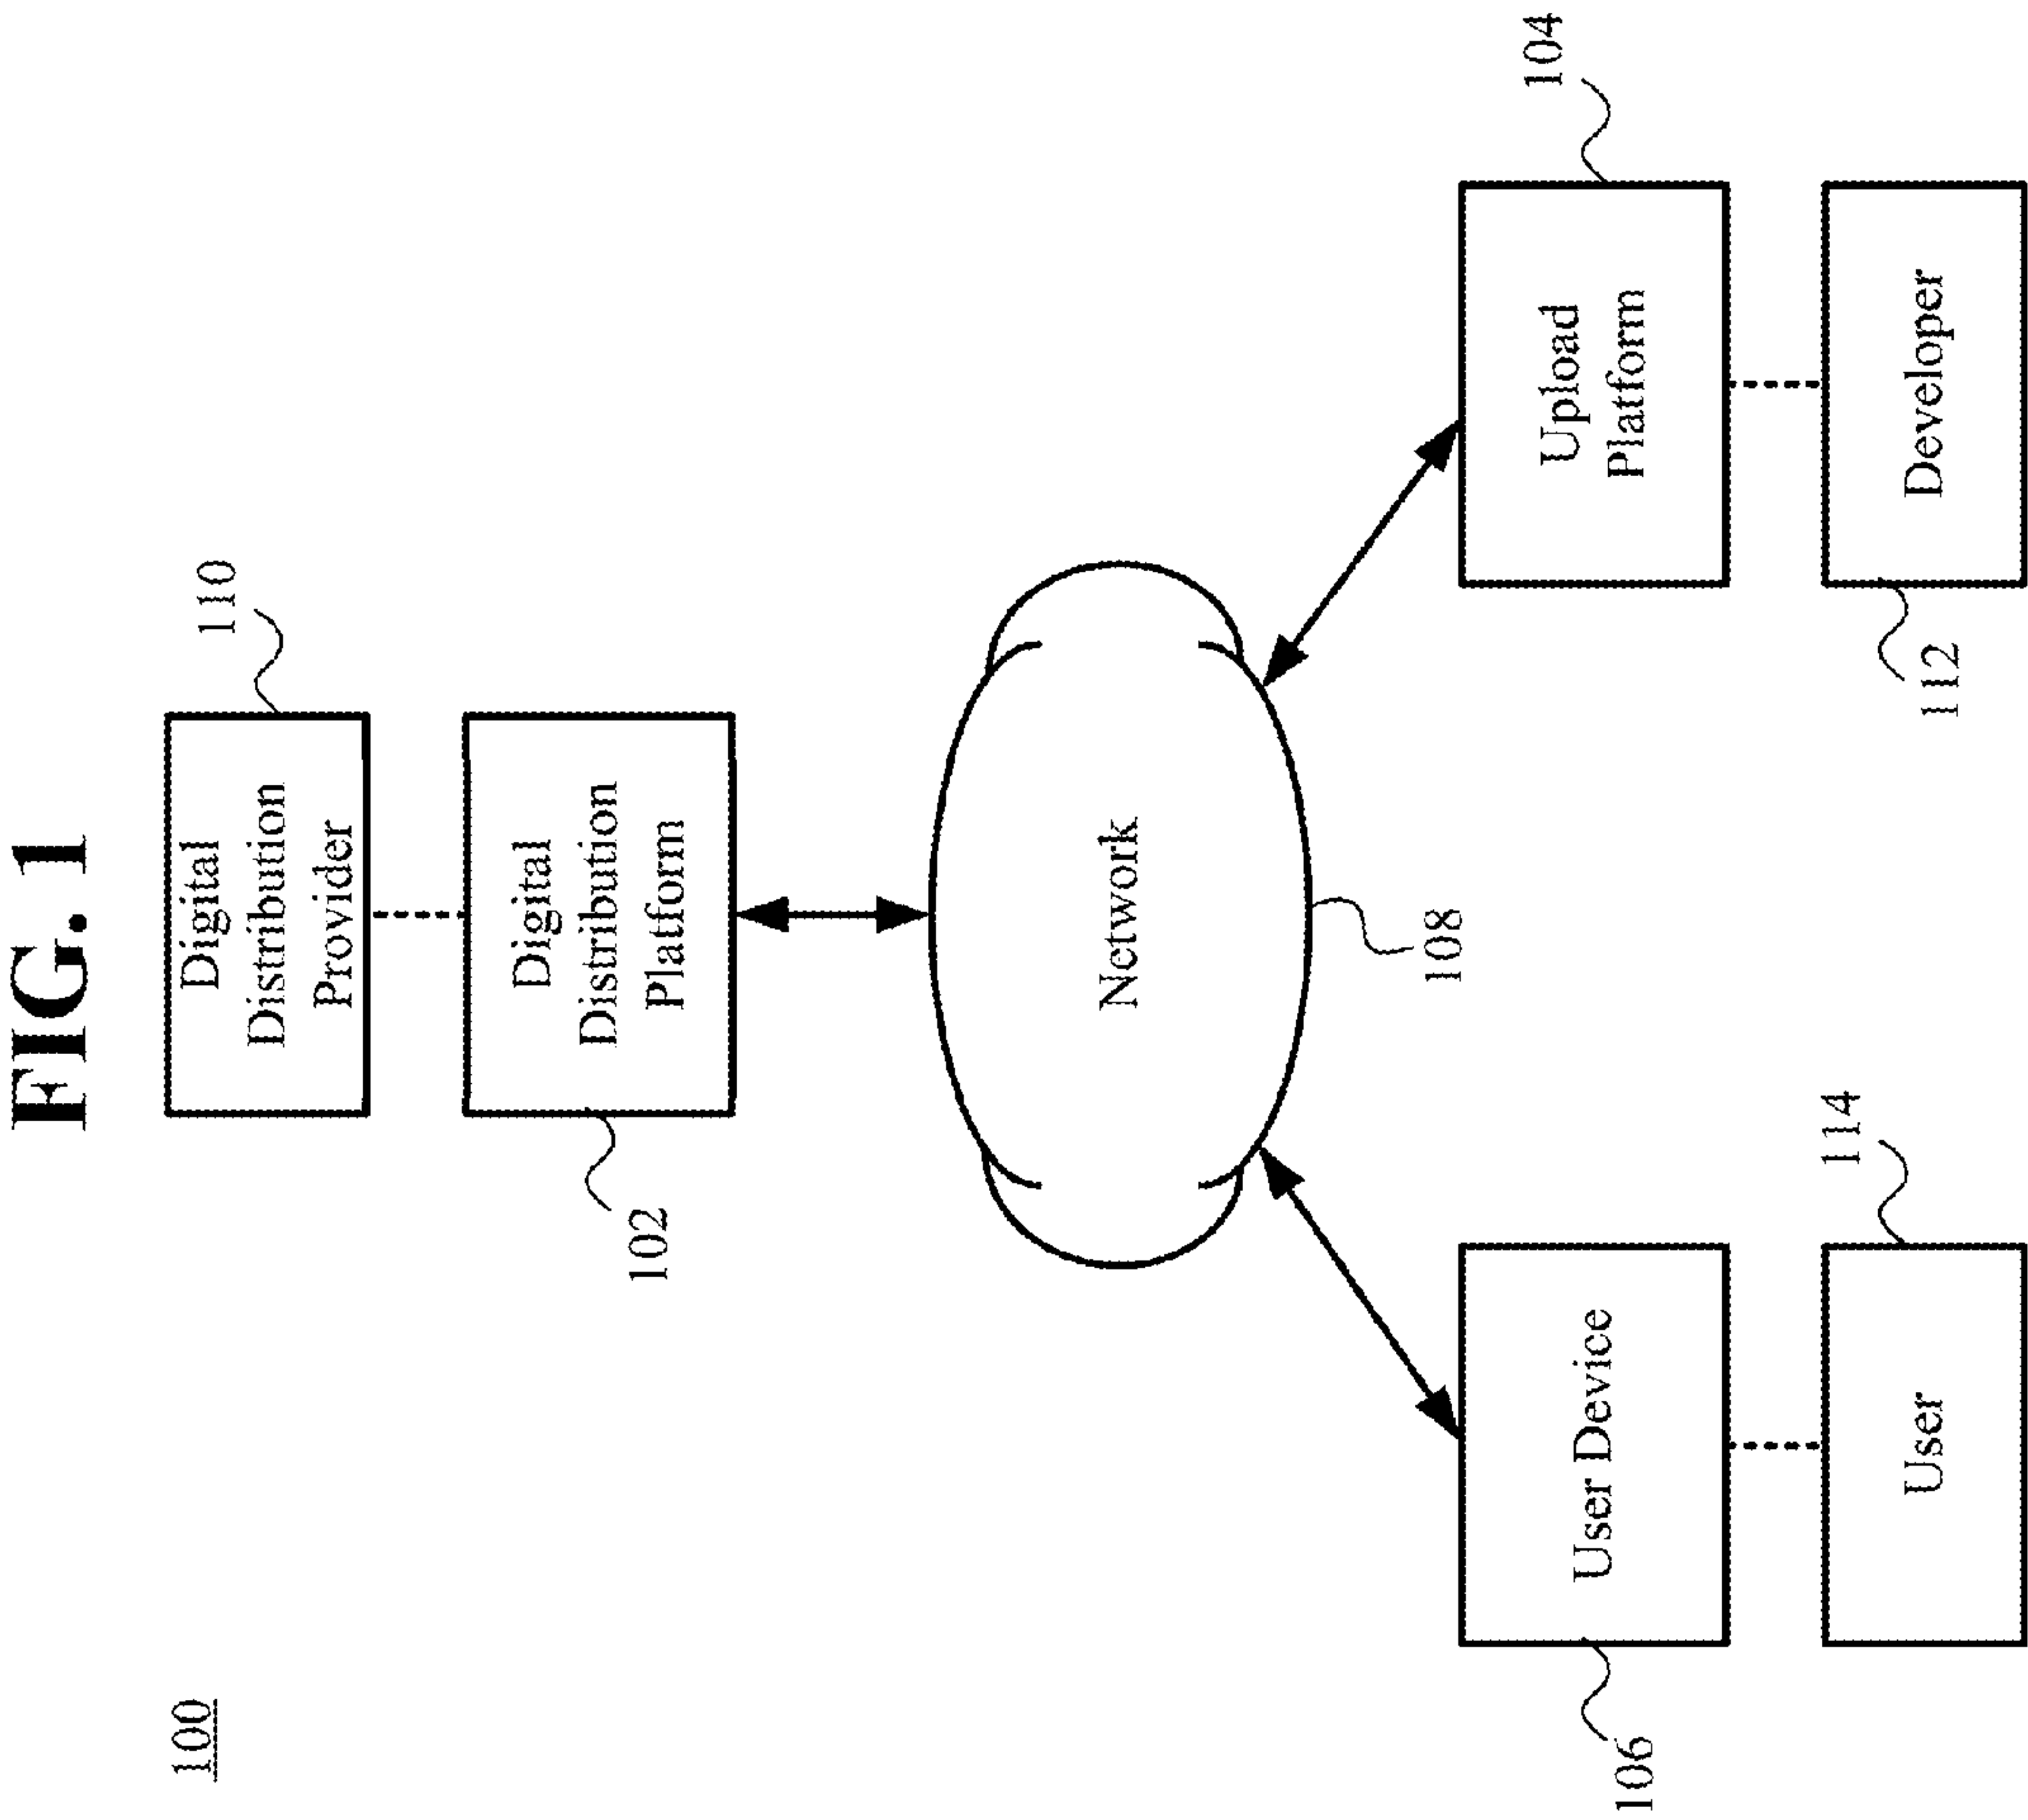 FIG. 1
100
Digital
Distribution
Provider
110
Digital
Distribution
Platform
102
Network
108
User Device
106
Upload
Platform
104
User
114
Developer
112